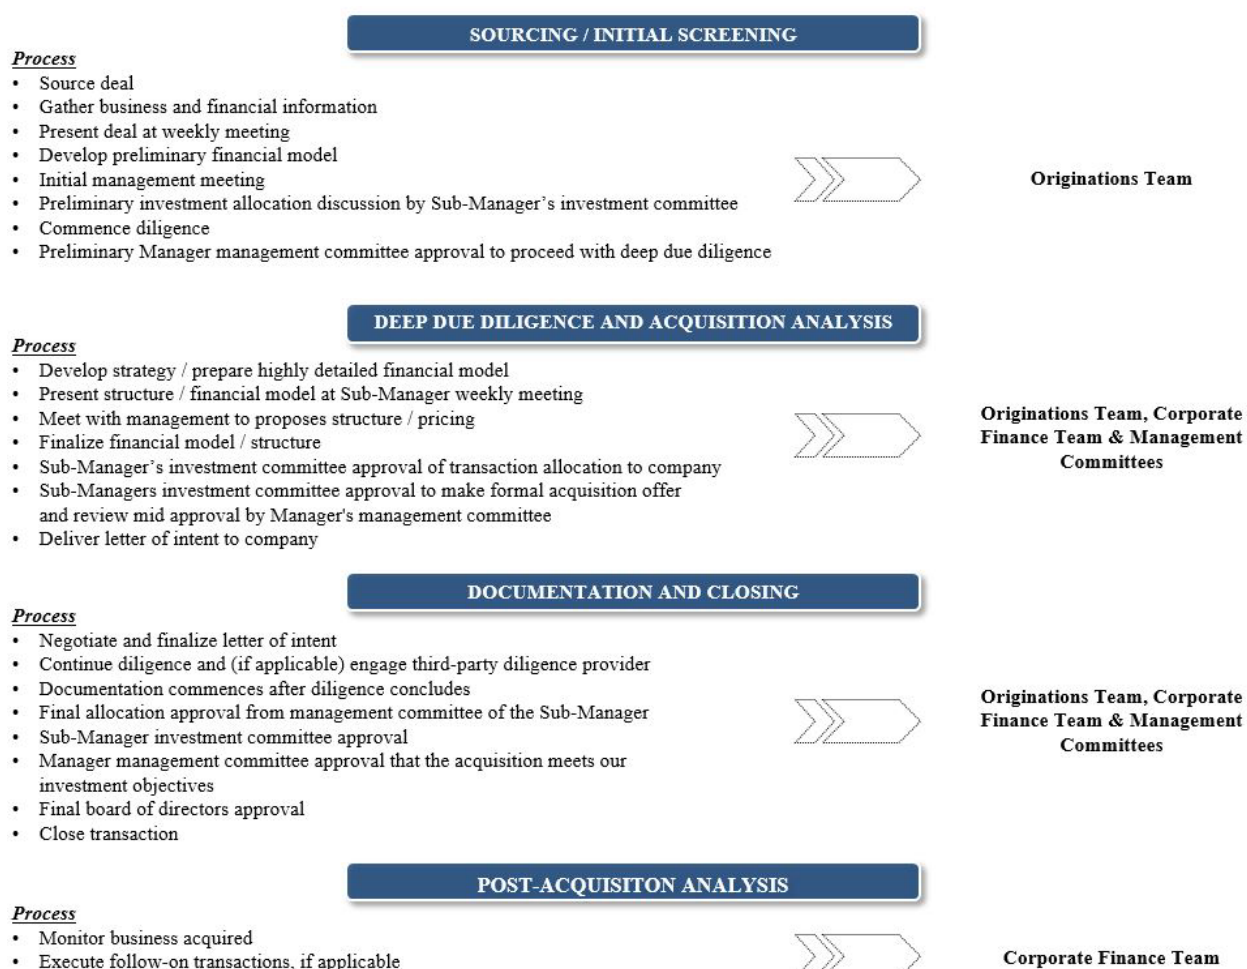 SOURCING / INITIAL SCREENING
Process
• Source deal
• Gather business and financial information
• Present deal at weekly meeting
• Develop preliminary financial model
• Initial management meeting
• Preliminary investment allocation discussion by Sub-Manager’s investment committee
• Commence diligence
• Preliminary Manager management committee approval to proceed with deep due diligence
Originations Team
DEEP DUE DILIGENCE AND ACQUISITION ANALYSIS
Process
• Develop strategy / prepare highly detailed financial model
• Present structure / financial model at Sub-Manager weekly meeting
• Meet with management to proposes structure / pricing
• Finalize financial model / structure
• Sub-Manager’s investment committee approval of transaction allocation to company
• Sub-Managers investment committee approval to make formal acquisition offer
and review mid approval by Manager's management committee
• Deliver letter of intent to company
Originations Team, Corporate
Finance Team & Management
Committees
DOCUMENTATION AND CLOSING
Process
• Negotiate and finalize letter of intent
• Continue diligence and (if applicable) engage third-party diligence provider
• Documentation commences after diligence concludes
• Final allocation approval from management committee of the Sub-Manager
• Sub-Manager investment committee approval
• Manager management committee approval that the acquisition meets our
investment objectives
• Final board of directors approval
• Close transaction
Originations Team, Corporate
Finance Team & Management
Committees
POST-ACQUISITON ANALYSIS
Process
• Monitor business acquired
• Execute follow-on transactions, if applicable
Corporate Finance Team